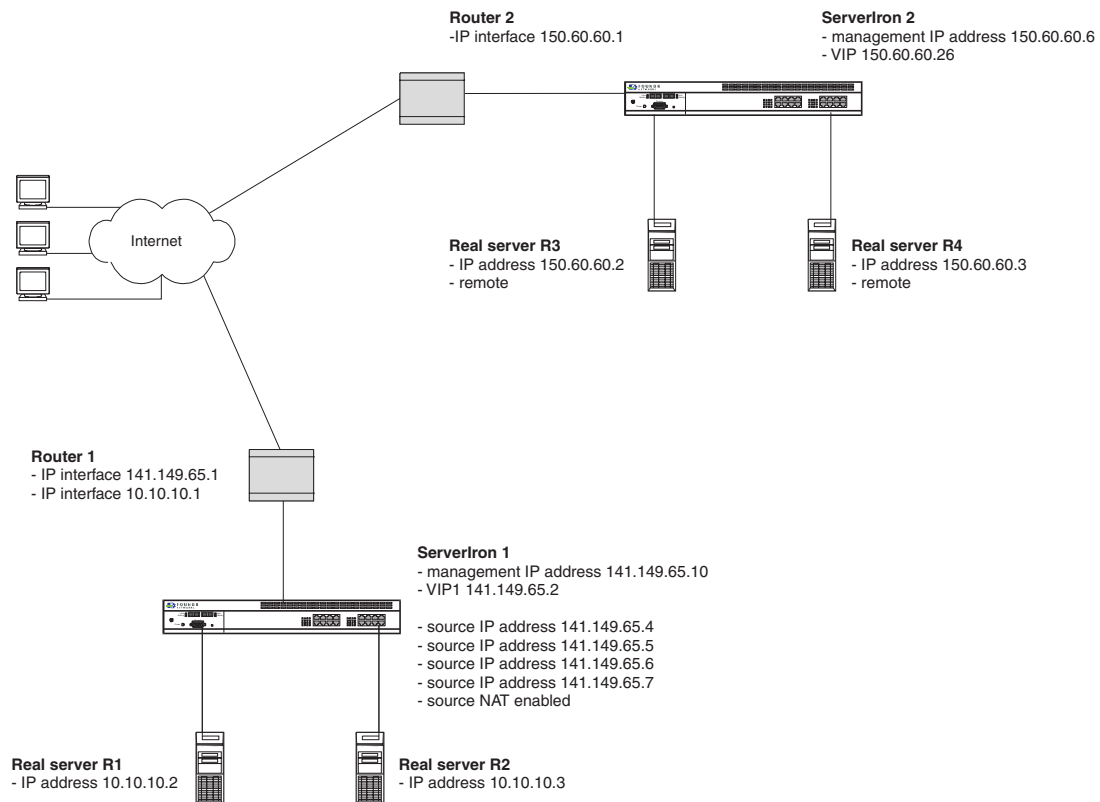 Router 2
-IP interface 150.60.60.1
ServerIron 2
- management IP address 150.60.60.6
- VIP 150.60.60.26
FOUNDRY
NETWORKS
Internet
Real server R3
- IP address 150.60.60.2
- remote
Real server R4
- IP address 150.60.60.3
- remote
Router 1
- IP interface 141.149.65.1
- IP interface 10.10.10.1
ServerIron 1
- management IP address 141.149.65.10
- VIP1 141.149.65.2
- source IP address 141.149.65.4
- source IP address 141.149.65.5
- source IP address 141.149.65.6
- source IP address 141.149.65.7
- source NAT enabled
FOUNDRY
NETWORKS
Real server R1
- IP address 10.10.10.2
Real server R2
- IP address 10.10.10.3